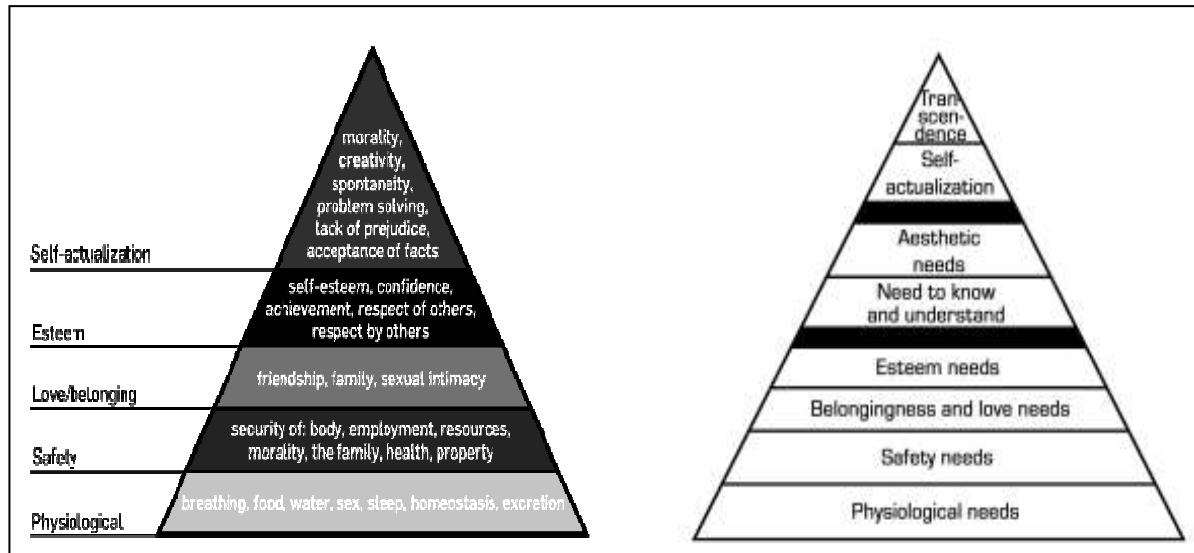 morality,
creativity,
spontaneity,
problem solving,
lack of prejudice,
acceptance of facts
Self-actualization
self-esteem, confidence,
achievement, respect of others,
respect by others
Esteem
friendship, family, sexual intimacy
Love/belonging
security of: body, employment, resources,
morality, the family, health, property
Safety
breathing, food, water, sex, sleep, homeostasis, excretion
Physiological
Tran-
scen-
dence
Self-
actualization
Aesthetic
needs
Need to know
and understand
Esteem needs
Belongingness and love needs
Safety needs
Physiological needs